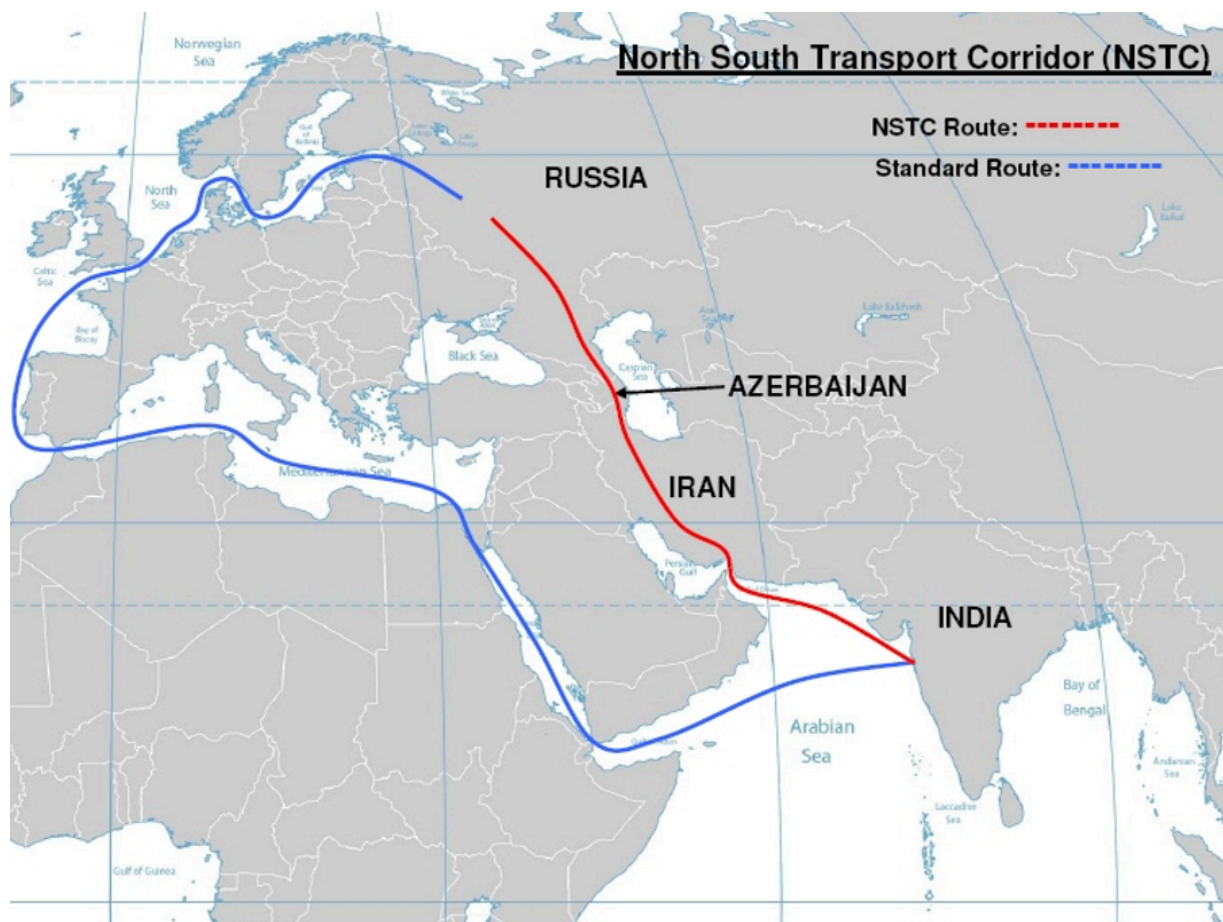 North South Transport Corridor (NSTC)
Norwegian
Sea
NSTC Route:
Standard Route:
RUSSIA
North
Sea
Celtic
Sea
Bay of
Biscay
Black Sea
Caspian
Sea
Lake Balkhash
Lake
Baikal
AZERBAIJAN
Mediterranean Sea
IRAN
Persian
Gulf
INDIA
Arabian
Sea
Bay of
Bengal
Andaman
Sea
Laccadive
Sea
Gulf of Guinea